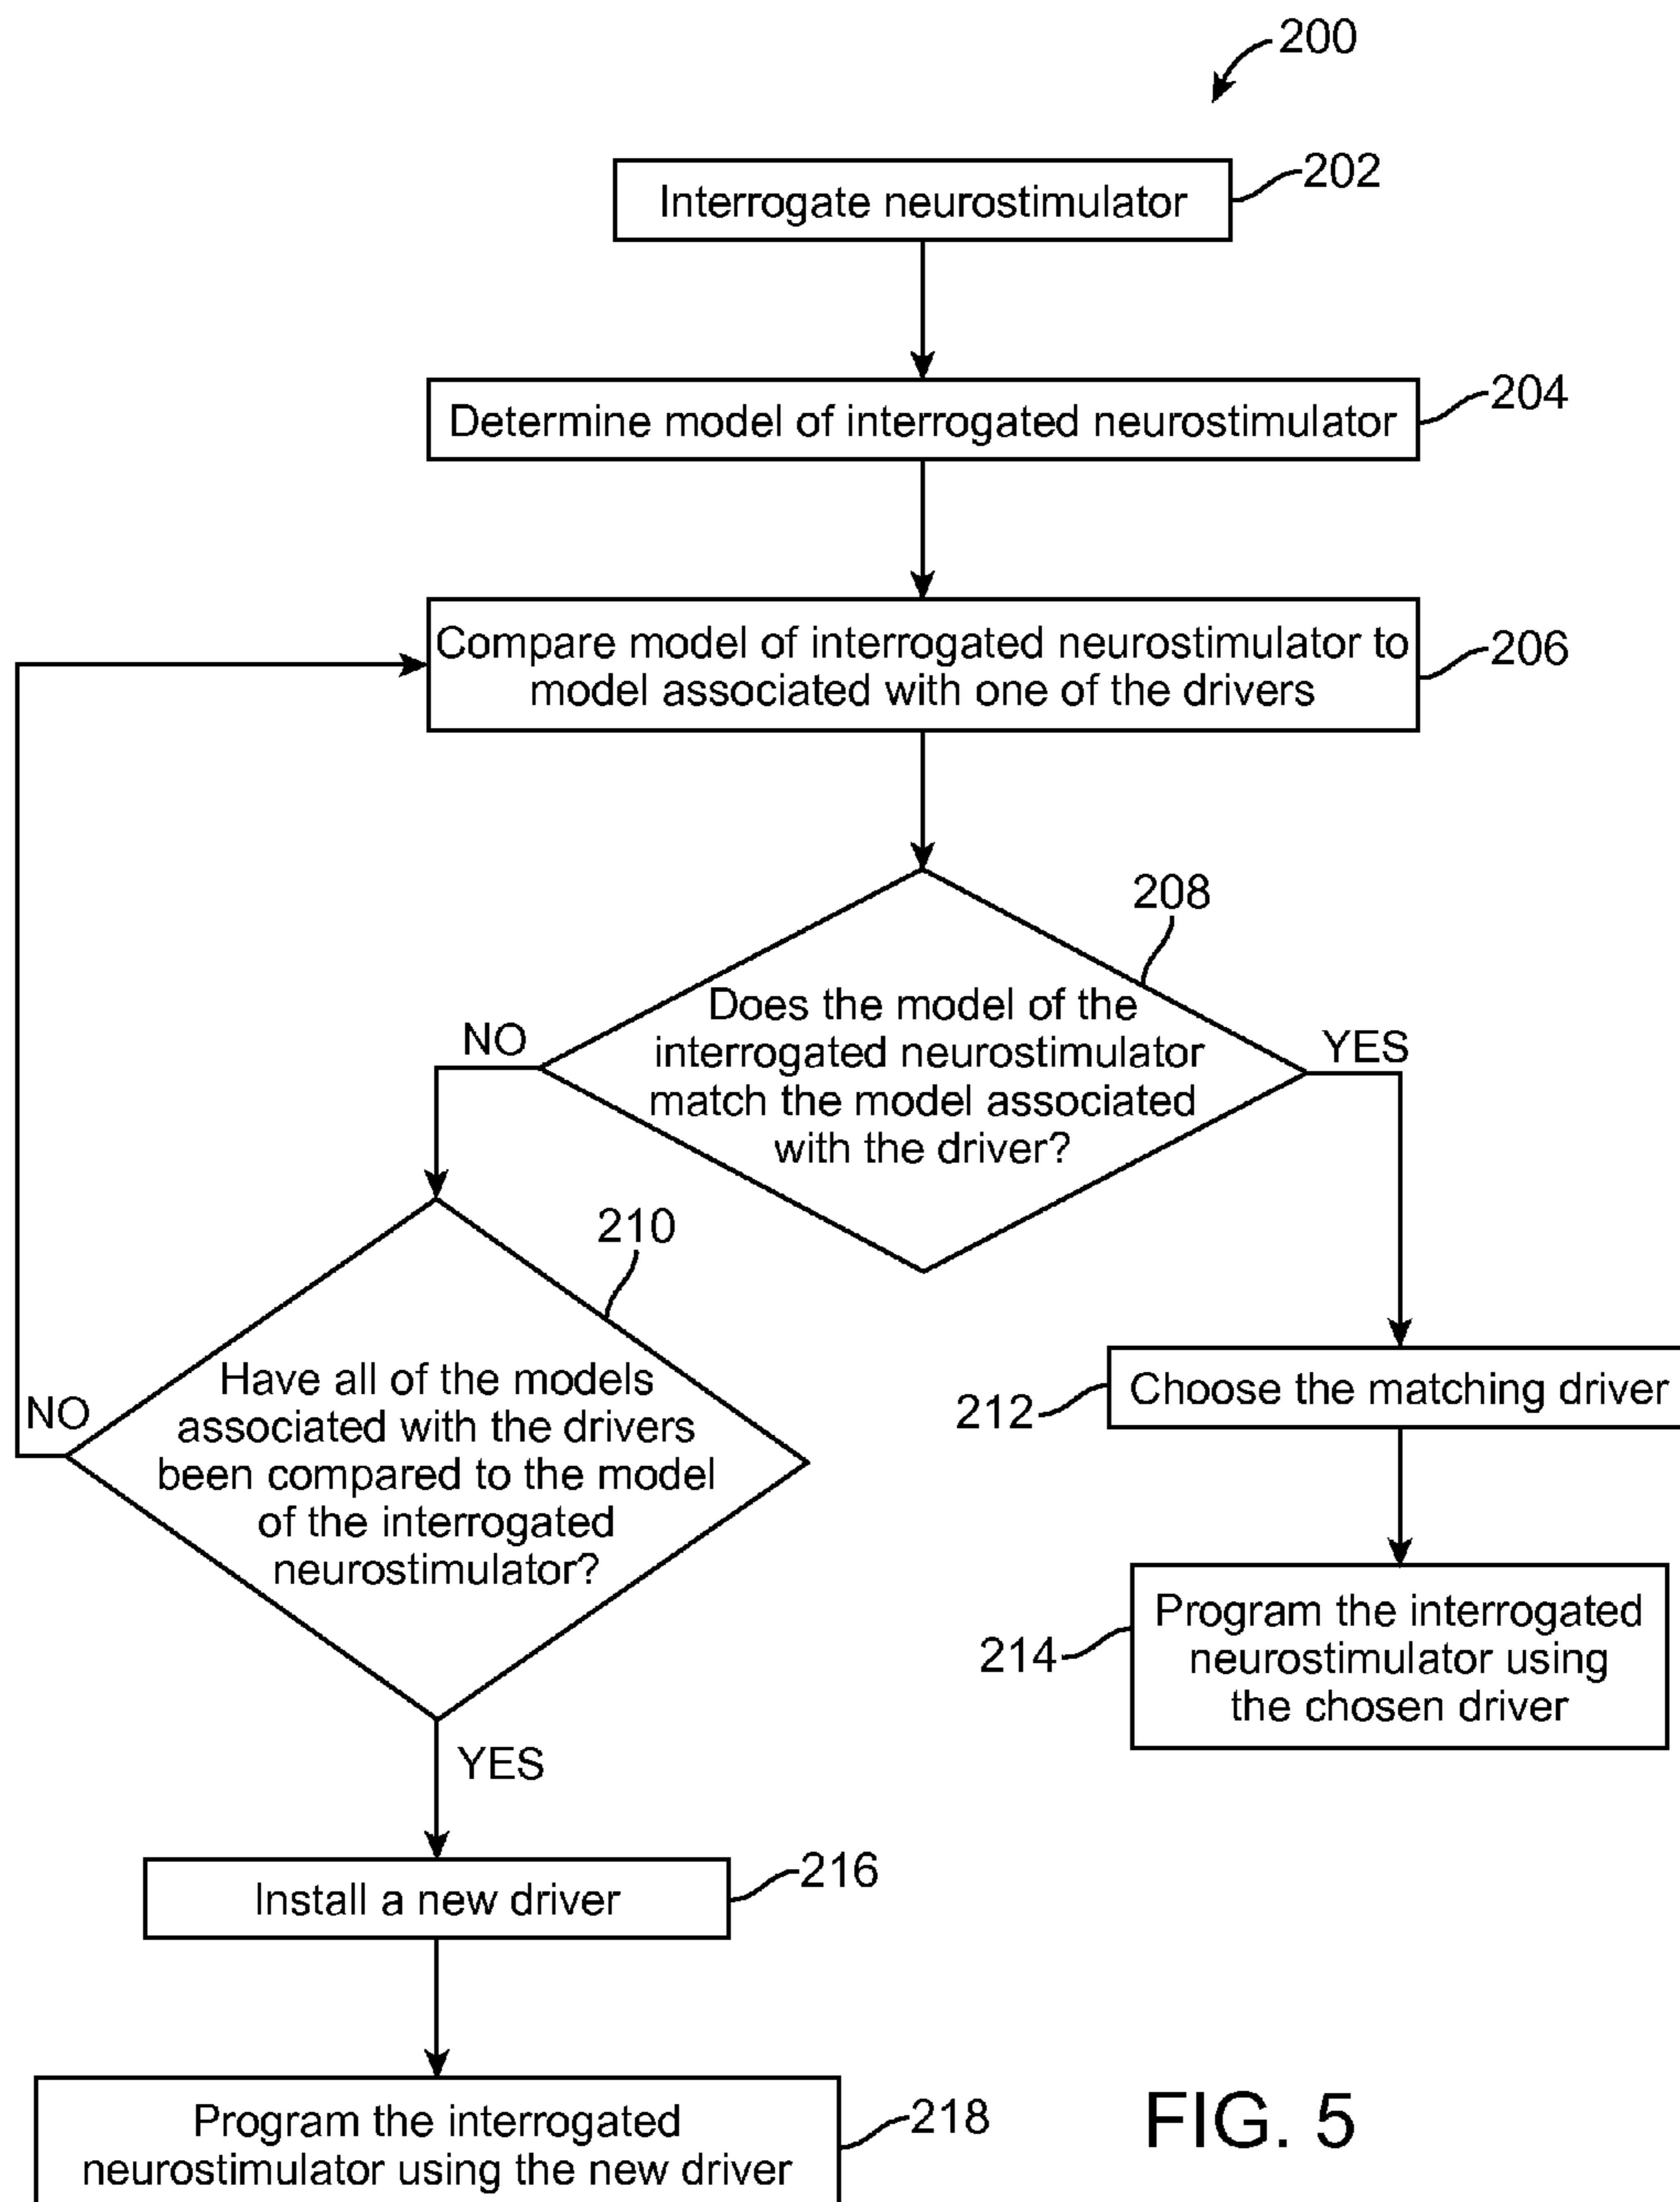 200
Interrogate neurostimulator
202
Determine model of interrogated neurostimulator
204
Compare model of interrogated neurostimulator to
model associated with one of the drivers
206
208
Does the model of the
interrogated neurostimulator
match the model associated
with the driver?
NO
YES
210
Have all of the models
associated with the drivers
been compared to the model
of the interrogated
neurostimulator?
NO
YES
212
Choose the matching driver
214
Program the interrogated
neurostimulator using
the chosen driver
Install a new driver
216
Program the interrogated
neurostimulator using the new driver
218
FIG. 5